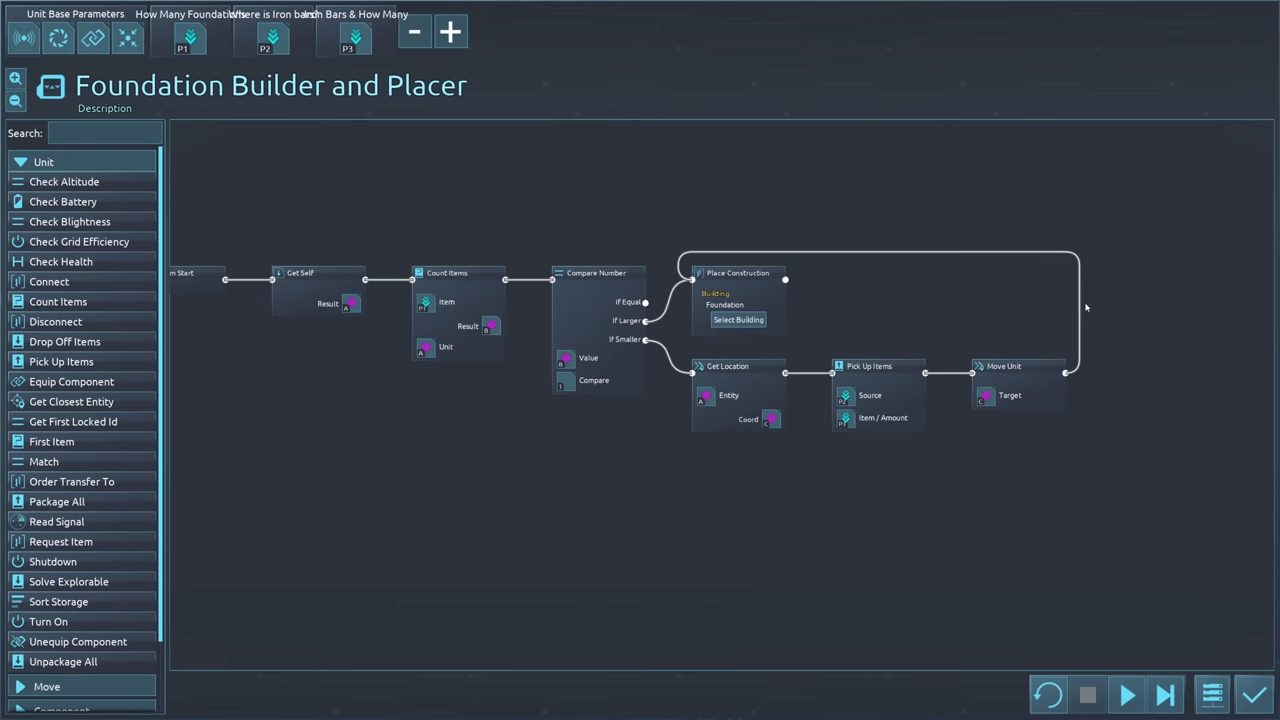 Unit Base Parameters
How Many Foundations
Where is Iron bars
Iron Bars & How Many
P1
P2
P3
-
+
Foundation Builder and Placer
Description
Search:
Unit
Check Altitude
Check Battery
Check Blightness
Check Grid Efficiency
Check Health
Connect
Count Items
Disconnect
Drop Off Items
Pick Up Items
Equip Component
Get Closest Entity
Get First Locked Id
First Item
Match
Order Transfer To
Package All
Read Signal
Request Item
Shutdown
Solve Explorable
Sort Storage
Turn On
Unequip Component
Unpackage All
Move
Component
m Start
Get Self
Result
A
Count Items
P1
Item
Result
B
A
Unit
Compare Number
If Equal
If Larger
If Smaller
B
Value
1
Compare
Place Construction
Building
Foundation
Select Building
Get Location
A
Entity
Coord
C
Pick Up Items
P2
Source
P3
Item / Amount
Move Unit
C
Target